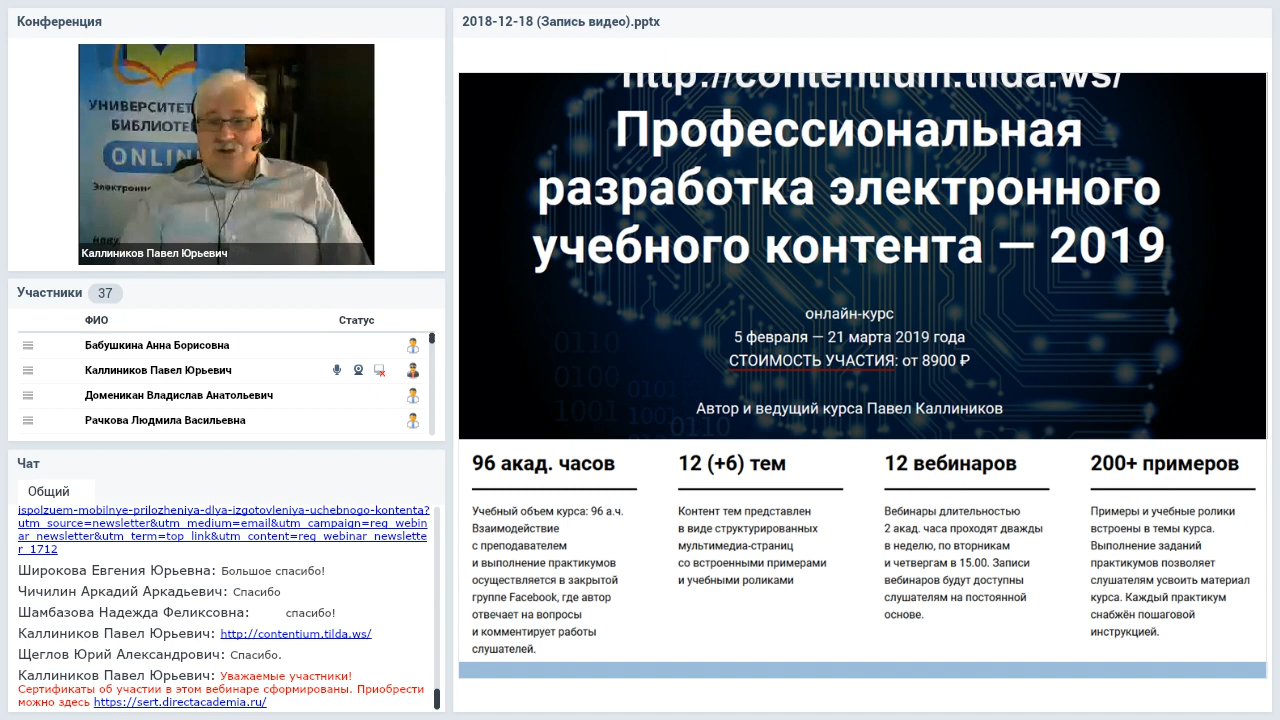 Конференция
УНИВЕРСИТЕТ
БИБЛИОТЕ
ONLIN
Электронн
Каллиников Павел Юрьевич
Участники 37
ФИО Статус
Бабушкина Анна Борисовна
Каллиников Павел Юрьевич
Доменикан Владислав Анатольевич
Рачкова Людмила Васильевна
Чат
Общий
ispolzuem-mobilnye-prilozheniya-dlya-izgotovleniya-uchebnogo-kontenta?
utm_source=newsletter&utm_medium=email&utm_campaign=reg_webin
ar_newsletter&utm_term=top_link&utm_content=reg_webinar_newslette
r_1712
Широкова Евгения Юрьевна: Большое спасибо!
Чичилин Аркадий Аркадьевич: Спасибо
Шамбазова Надежда Феликсовна: спасибо!
Каллиников Павел Юрьевич: http://contentium.tilda.ws/
Щеглов Юрий Александрович: Спасибо.
Каллиников Павел Юрьевич: Уважаемые участники!
Сертификаты об участии в этом вебинаре сформированы. Приобрести
можно здесь https://sert.directacademia.ru/
2018-12-18 (Запись видео).pptx
http://contentium.tilda.ws/
Профессиональная
разработка электронного
учебного контента — 2019
онлайн-курс
5 февраля — 21 марта 2019 года
СТОИМОСТЬ УЧАСТИЯ: от 8900 ₽
Автор и ведущий курса Павел Каллиников
0110
0100
1001
0101
1001
0110
96 акад. часов
Учебный объем курса: 96 а.ч.
Взаимодействие
с преподавателем
и выполнение практикумов
осуществляется в закрытой
группе Facebook, где автор
отвечает на вопросы
и комментирует работы
слушателей.
12 (+6) тем
Контент тем представлен
в виде структурированных
мультимедиа-страниц
со встроенными примерами
и учебными роликами
12 вебинаров
Вебинары длительностью
2 акад. часа проходят дважды
в неделю, по вторникам
и четвергам в 15.00. Записи
вебинаров будут доступны
слушателям на постоянной
основе.
200+ примеров
Примеры и учебные ролики
встроены в темы курса.
Выполнение заданий
практикумов позволяет
слушателям усвоить материал
курса. Каждый практикум
снабжён пошаговой
инструкцией.